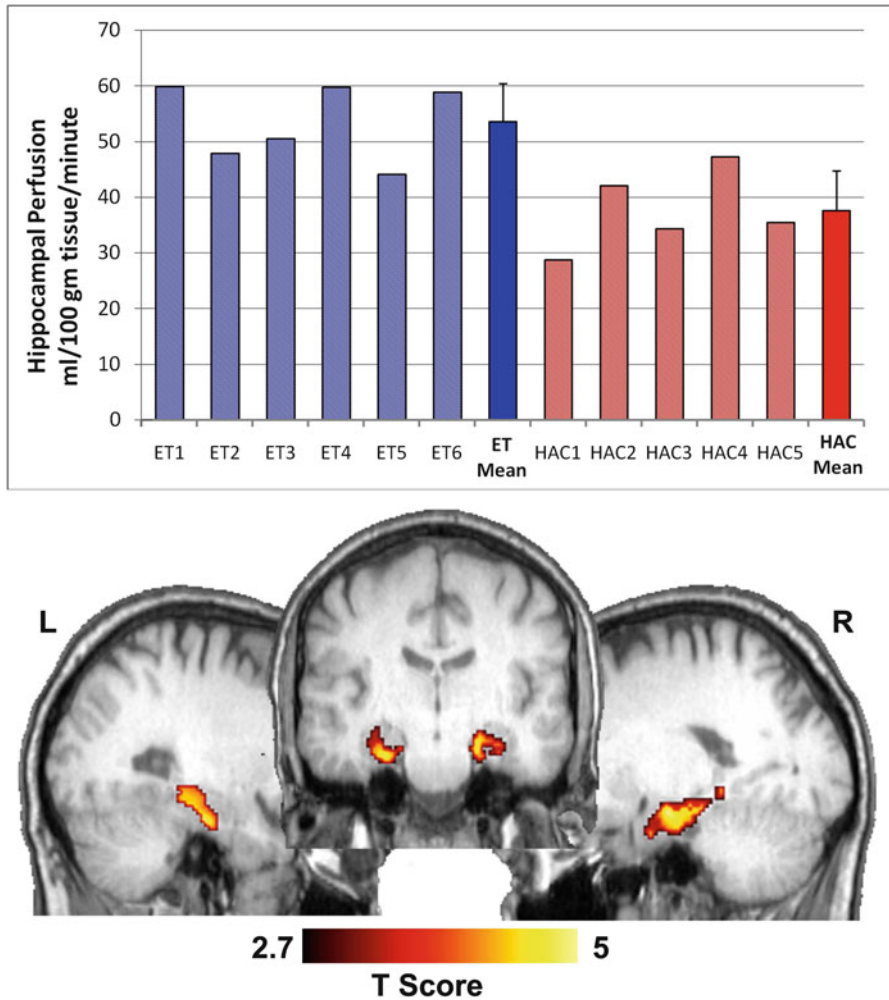 Hippocampal Perfusion
ml/100 gm tissue/minute
70
60
50
40
30
20
10
0
ET1 ET2 ET3 ET4 ET5 ET6 ET Mean HAC1 HAC2 HAC3 HAC4 HAC5 HAC Mean
L R
2.7 5
T Score